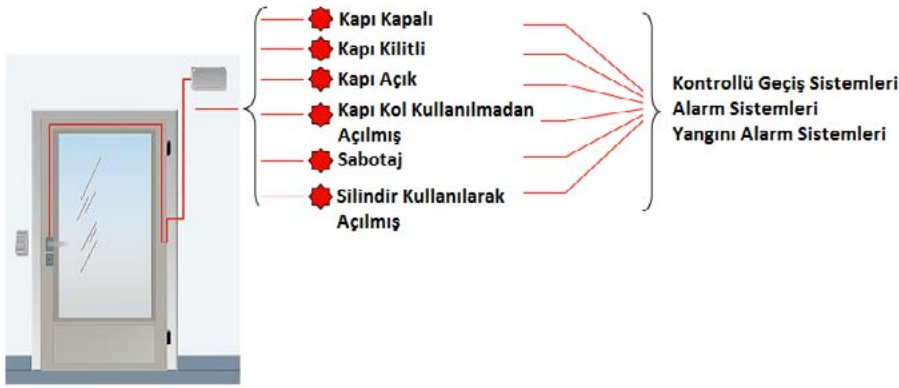 Kapı Kapalı
Kapı Kilitli
Kapı Açık
Kapı Kol Kullanılmadan
Açılmış
Sabotaj
Silindir Kullanılarak
Açılmış
Kontrollü Geçiş Sistemleri
Alarm Sistemleri
Yangını Alarm Sistemleri